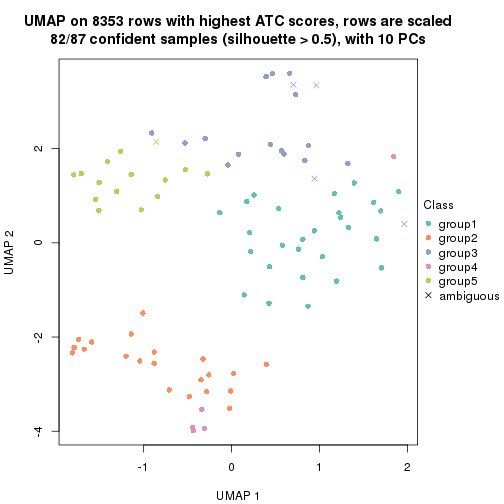 UMAP on 8353 rows with highest ATC scores, rows are scaled
82/87 confident samples (silhouette > 0.5), with 10 PCs
UMAP 2
2
0
-2
-4
-1
0
1
2
UMAP 1
Class
group1
group2
group3
group4
group5
ambiguous